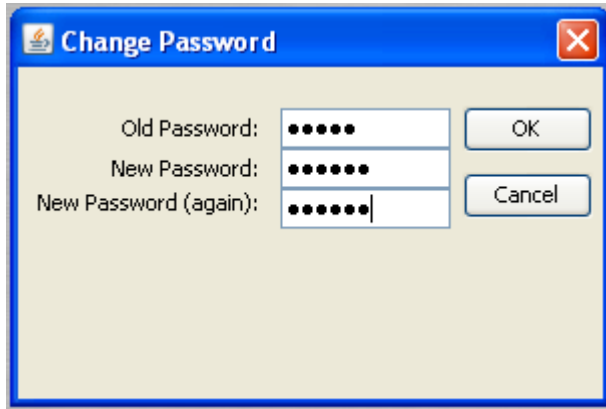 Change Password
Old Password: ••••• OK
New Password: ••••••
New Password (again): •••••• Cancel